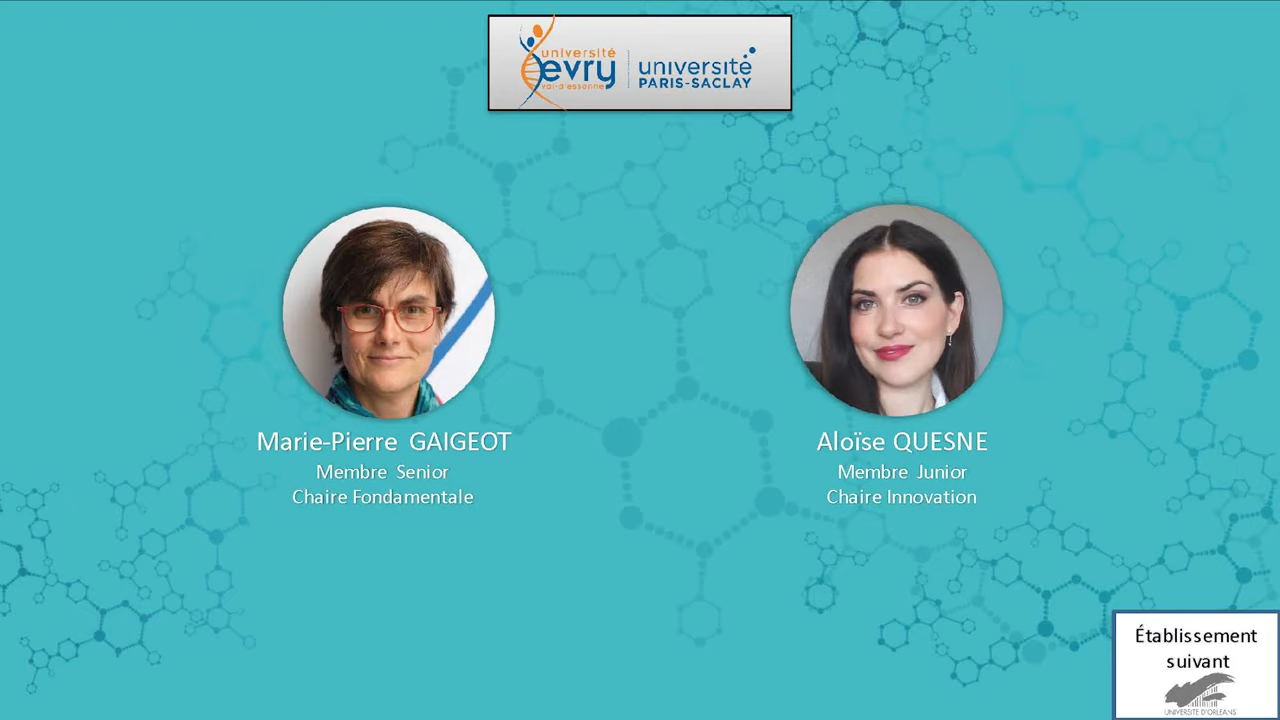 université
evry
val-d'essonne
université
PARIS-SACLAY
Marie-Pierre GAIGEOT
Membre Senior
Chaire Fondamentale
Aloïse QUESNE
Membre Junior
Chaire Innovation
Établissement
suivant
UNIVERSITÉ D'ORLÉANS